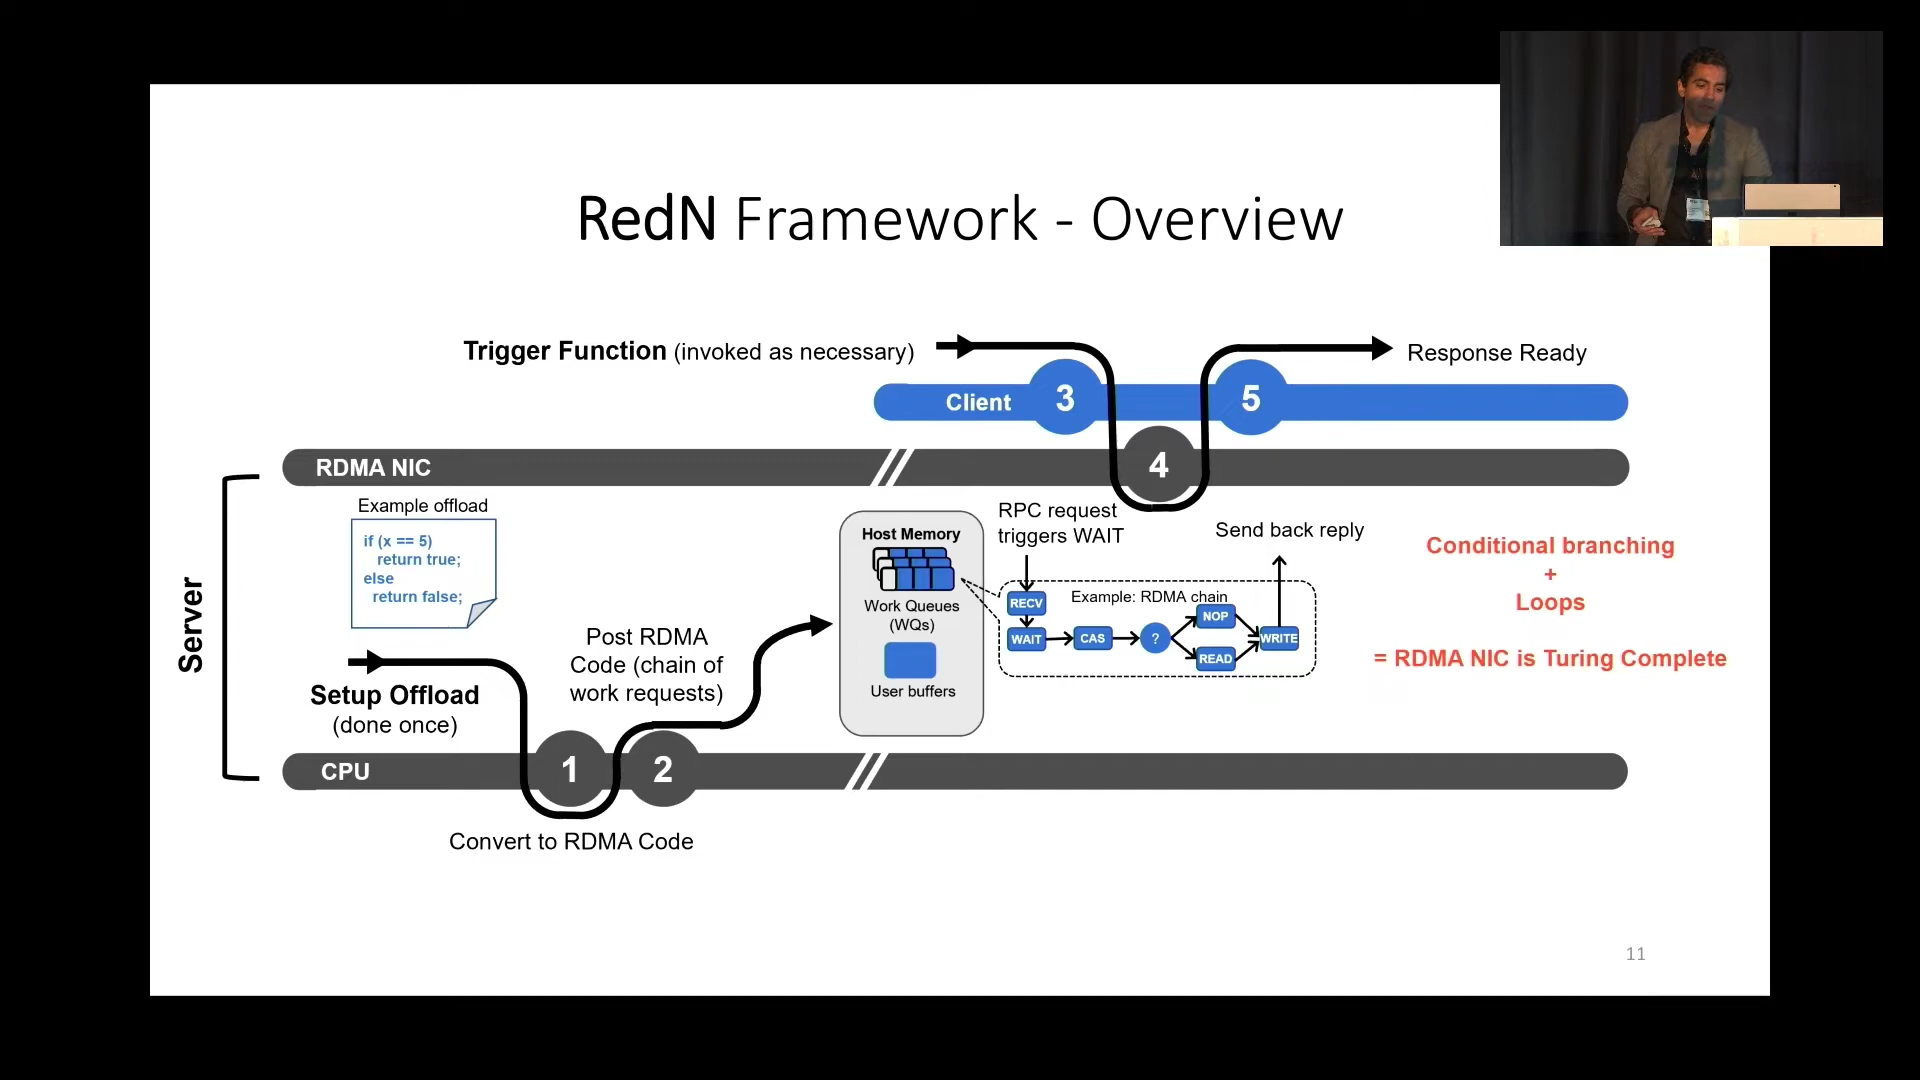 RedN Framework - Overview
Trigger Function (invoked as necessary)
Response Ready
Client
3
5
RDMA NIC
4
Example offload
if (x == 5)
return true;
else
return false;
Server
Setup Offload
(done once)
Post RDMA
Code (chain of
work requests)
CPU
1
2
Convert to RDMA Code
Host Memory
Work Queues
(WQs)
User buffers
RPC request
triggers WAIT
Send back reply
Example: RDMA chain
RECV
WAIT
CAS
?
NOP
READ
WRITE
Conditional branching
+
Loops
= RDMA NIC is Turing Complete
11